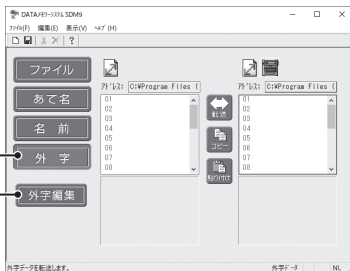 DATAメモリーシステム SDM9
ファイル(F) 編集(E) 表示(V) ヘルプ(H)
ファイル
あて名
名 前
外 字
外字編集
アドレス: C:¥Program Files (
01
02
03
04
05
06
07
08
転送
コピー
貼り付け
アドレス: C:¥Program Files (
01
02
03
04
05
06
07
08
外字データを転送します。
外字データ
NL